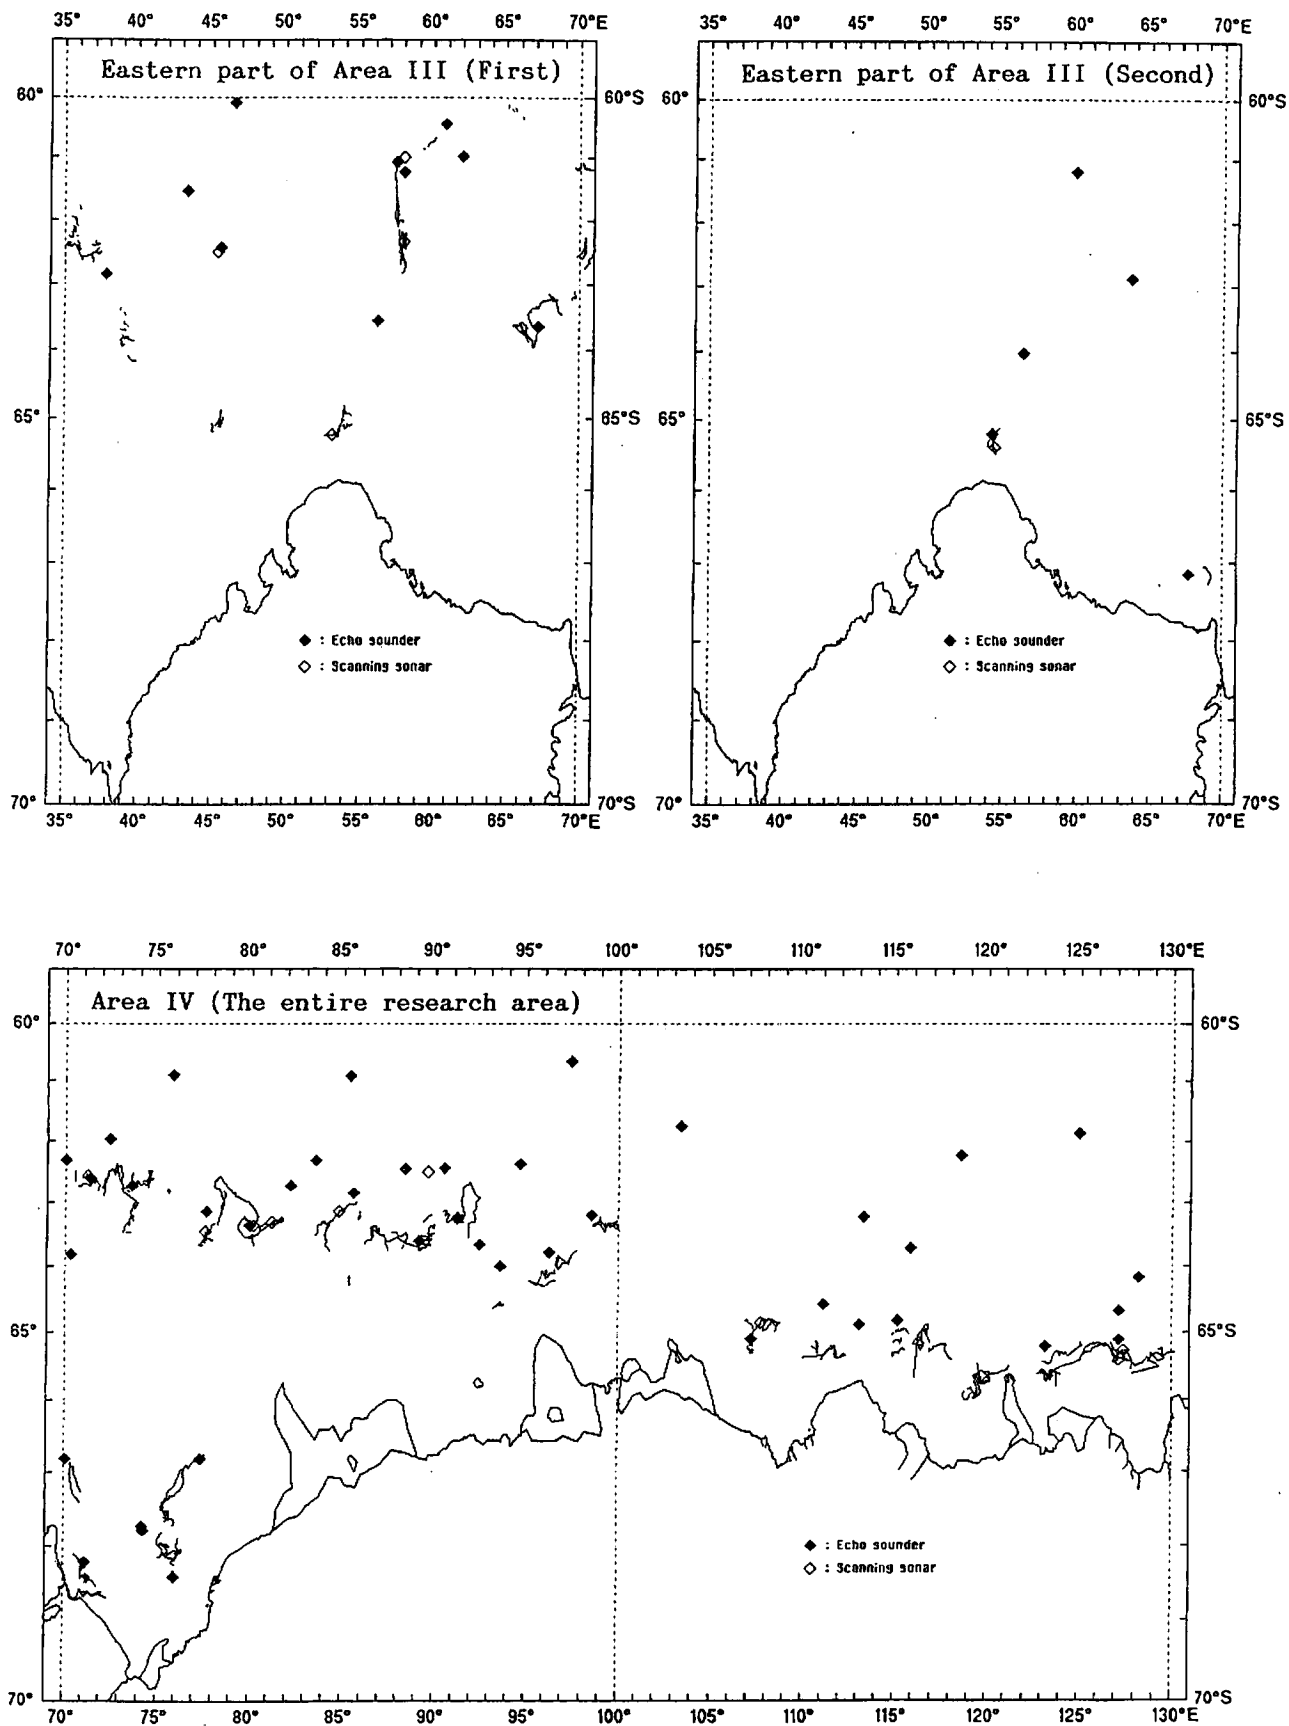 35° 40° 45° 50° 55° 60° 65° 70°E
Eastern part of Area III (First)
60° 60°S
65° 65°S
◆ : Echo sounder
◇ : Scanning sonar
70° 70°S
35° 40° 45° 50° 55° 60° 65° 70°E
35° 40° 45° 50° 55° 60° 65° 70°E
Eastern part of Area III (Second)
60° 60°S
65° 65°S
◆ : Echo sounder
◇ : Scanning sonar
70° 70°S
35° 40° 45° 50° 55° 60° 65° 70°E
70° 75° 80° 85° 90° 95° 100° 105° 110° 115° 120° 125° 130°E
Area IV (The entire research area)
60° 60°S
65° 65°S
◆ : Echo sounder
◇ : Scanning sonar
70° 70°S
70° 75° 80° 85° 90° 95° 100° 105° 110° 115° 120° 125° 130°E